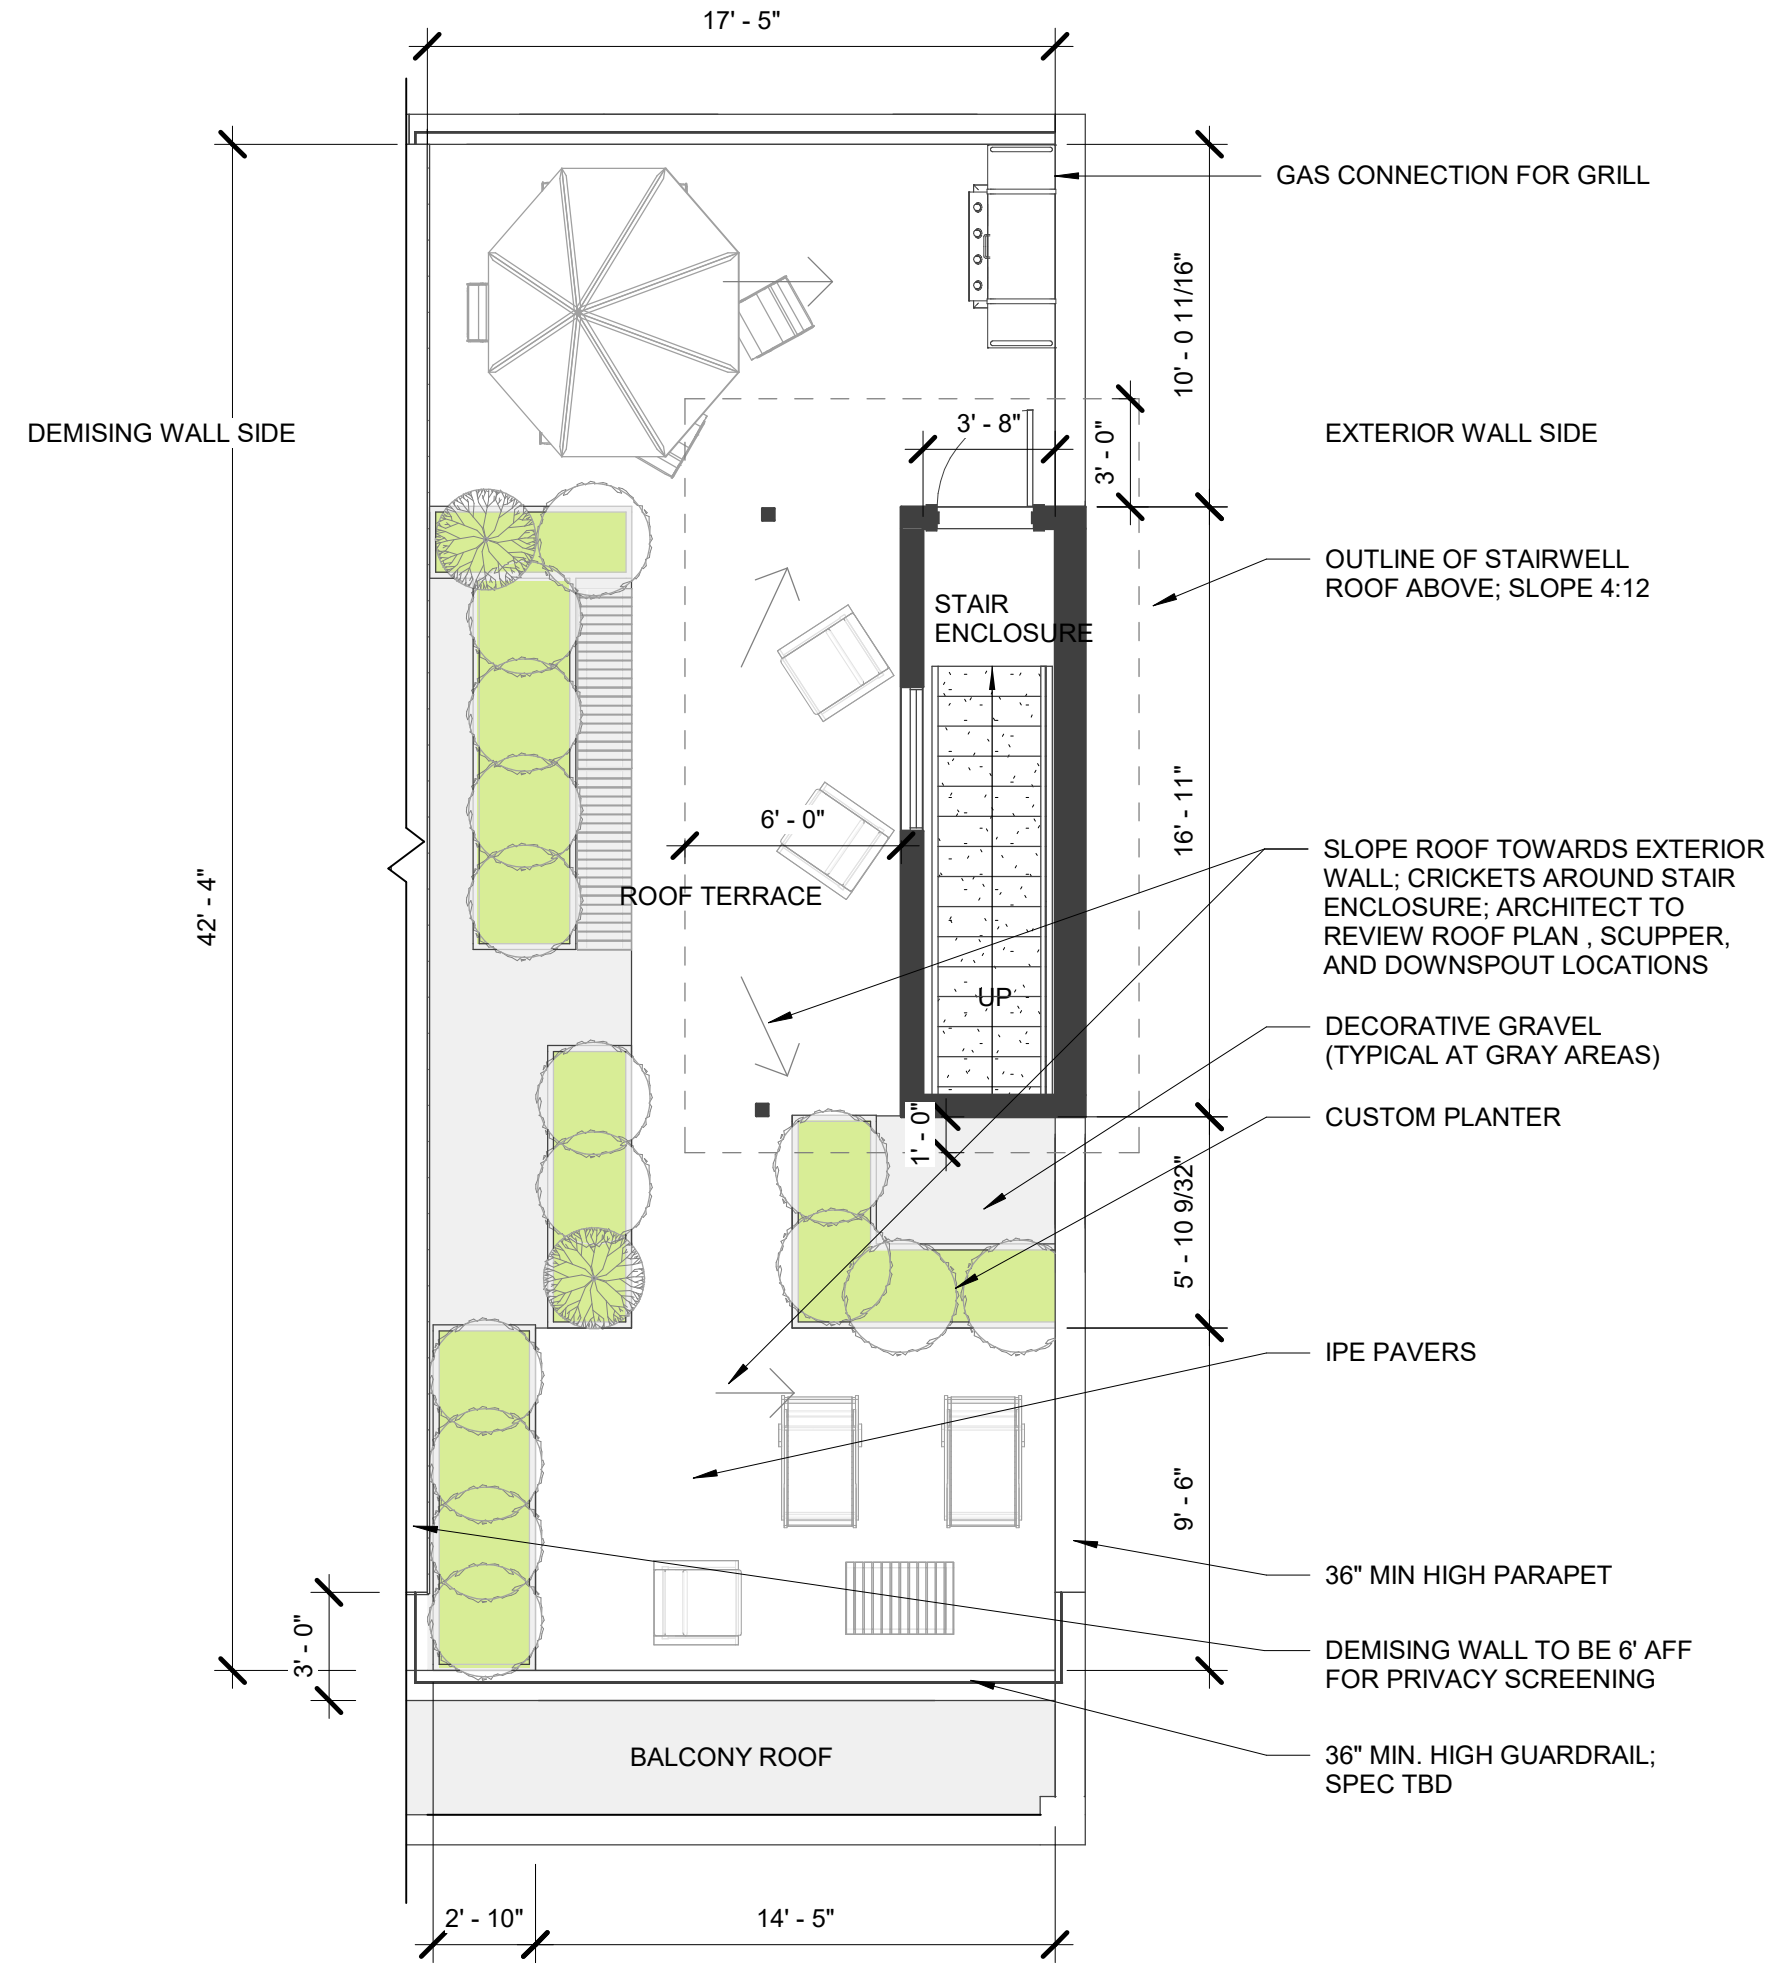 17' - 5"
GAS CONNECTION FOR GRILL
10' - 0 11/16"
DEMISING WALL SIDE
3' - 8"
3' - 0"
EXTERIOR WALL SIDE
OUTLINE OF STAIRWELL
ROOF ABOVE; SLOPE 4:12
STAIR
ENCLOSURE
6' - 0"
16' - 11"
ROOF TERRACE
42' - 4"
SLOPE ROOF TOWARDS EXTERIOR
WALL; CRICKETS AROUND STAIR
ENCLOSURE; ARCHITECT TO
REVIEW ROOF PLAN , SCUPPER,
AND DOWNSPOUT LOCATIONS
UP
DECORATIVE GRAVEL
(TYPICAL AT GRAY AREAS)
CUSTOM PLANTER
1' - 0"
5' - 10 9/32"
IPE PAVERS
9' - 6"
36" MIN HIGH PARAPET
3' - 0"
DEMISING WALL TO BE 6' AFF
FOR PRIVACY SCREENING
BALCONY ROOF
36" MIN. HIGH GUARDRAIL;
SPEC TBD
2' - 10"
14' - 5"